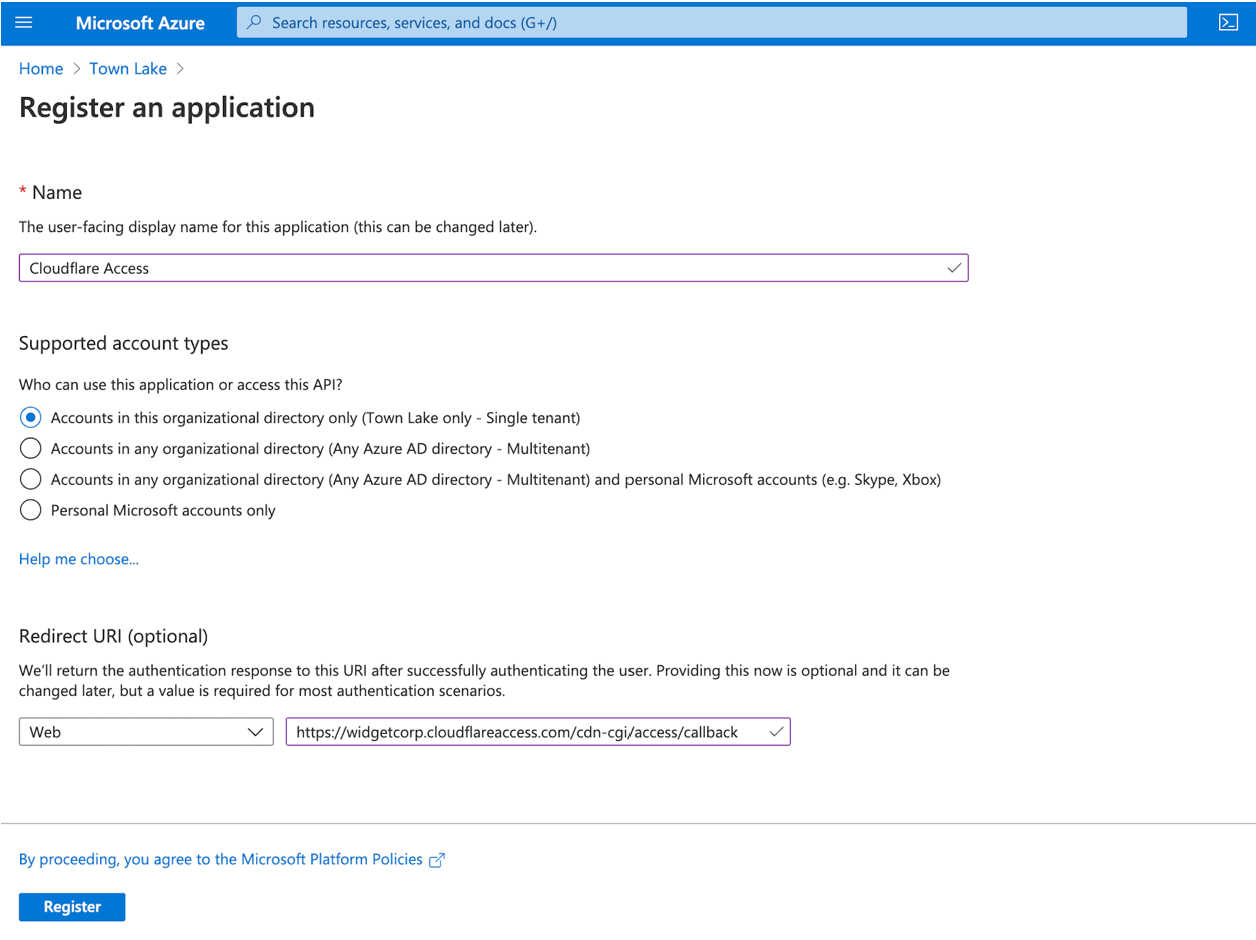 Microsoft Azure
Search resources, services, and docs (G+/)
Home > Town Lake >
Register an application
* Name
The user-facing display name for this application (this can be changed later).
Cloudflare Access
Supported account types
Who can use this application or access this API?
Accounts in this organizational directory only (Town Lake only - Single tenant)
Accounts in any organizational directory (Any Azure AD directory - Multitenant)
Accounts in any organizational directory (Any Azure AD directory - Multitenant) and personal Microsoft accounts (e.g. Skype, Xbox)
Personal Microsoft accounts only
Help me choose...
Redirect URI (optional)
We’ll return the authentication response to this URI after successfully authenticating the user. Providing this now is optional and it can be
changed later, but a value is required for most authentication scenarios.
Web
https://widgetcorp.cloudflareaccess.com/cdn-cgi/access/callback
By proceeding, you agree to the Microsoft Platform Policies
Register